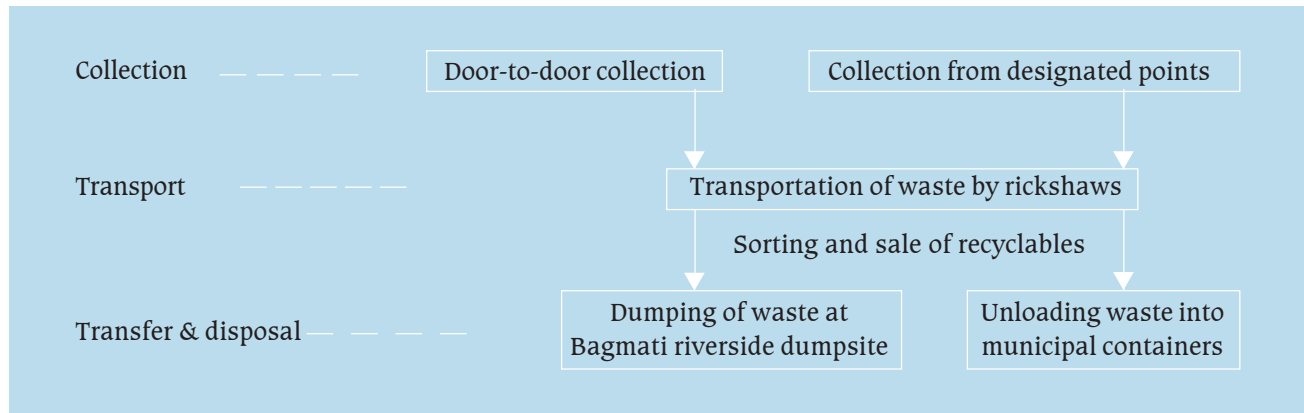 Collection
Door-to-door collection
Collection from designated points
Transport
Transportation of waste by rickshaws
Sorting and sale of recyclables
Transfer & disposal
Dumping of waste at
Bagmati riverside dumpsite
Unloading waste into
municipal containers